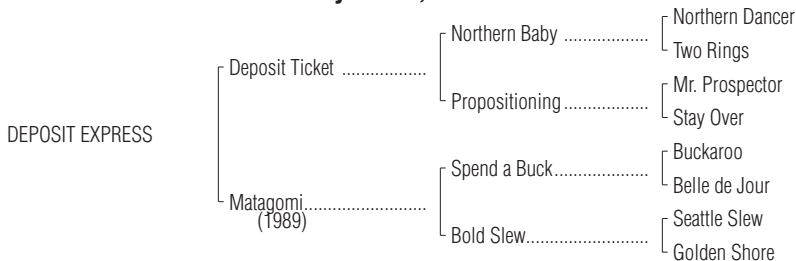 Northern Dancer
Northern Baby ..................
Two Rings
Deposit Ticket ..................
Mr. Prospector
Propositioning..................
Stay Over
DEPOSIT EXPRESS
Buckaroo
Spend a Buck....................
Belle de Jour
Matagomi..........................
(1989)
Seattle Slew
Bold Slew..........................
Golden Shore